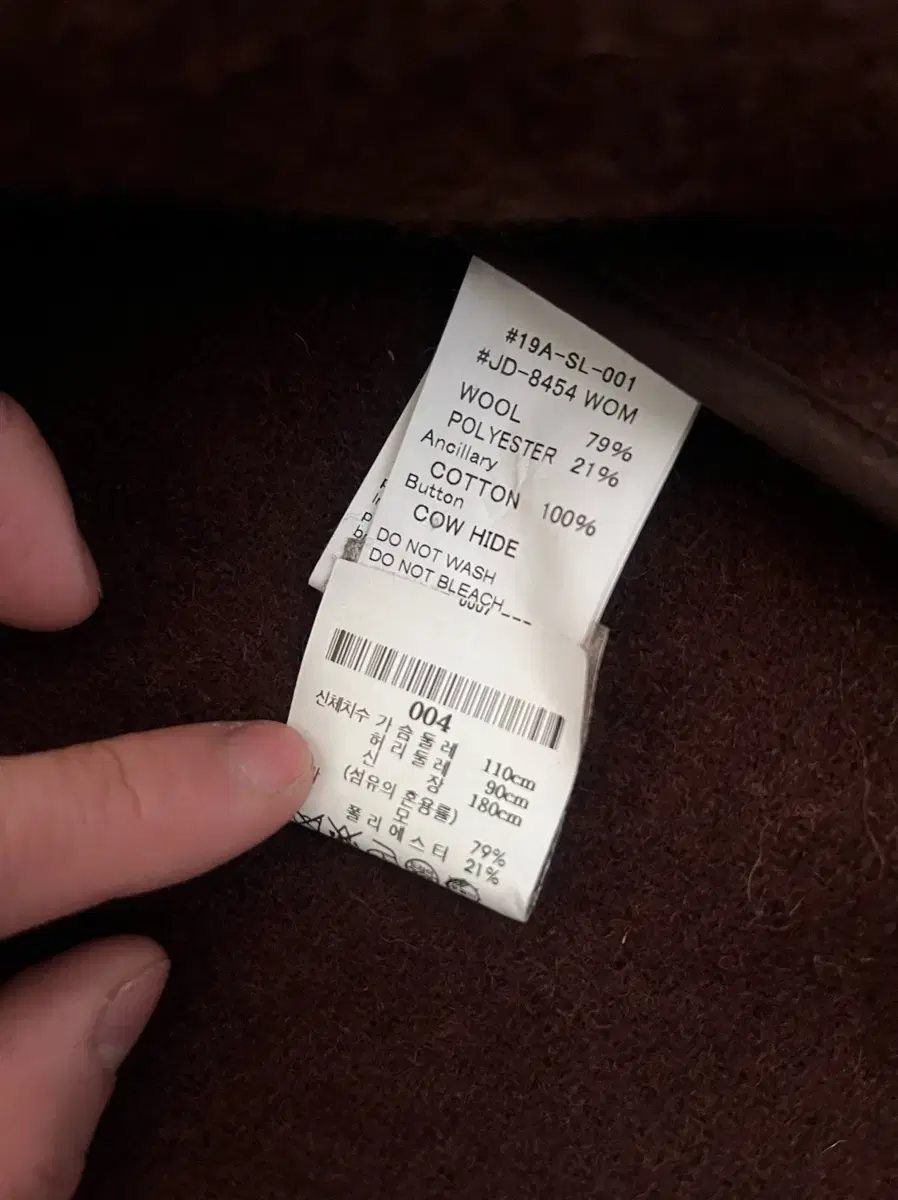 #19A-SL-001
#JD-8454 WOM
WOOL 79%
POLYESTER 21%
Ancillary
COTTON 100%
Button
COW HIDE
DO NOT WASH
DO NOT BLEACH
004
신체치수 가슴둘레 110cm
허리둘레 90cm
신 장 180cm
(섬유의 혼용률)
모 79%
폴리에스터 21%